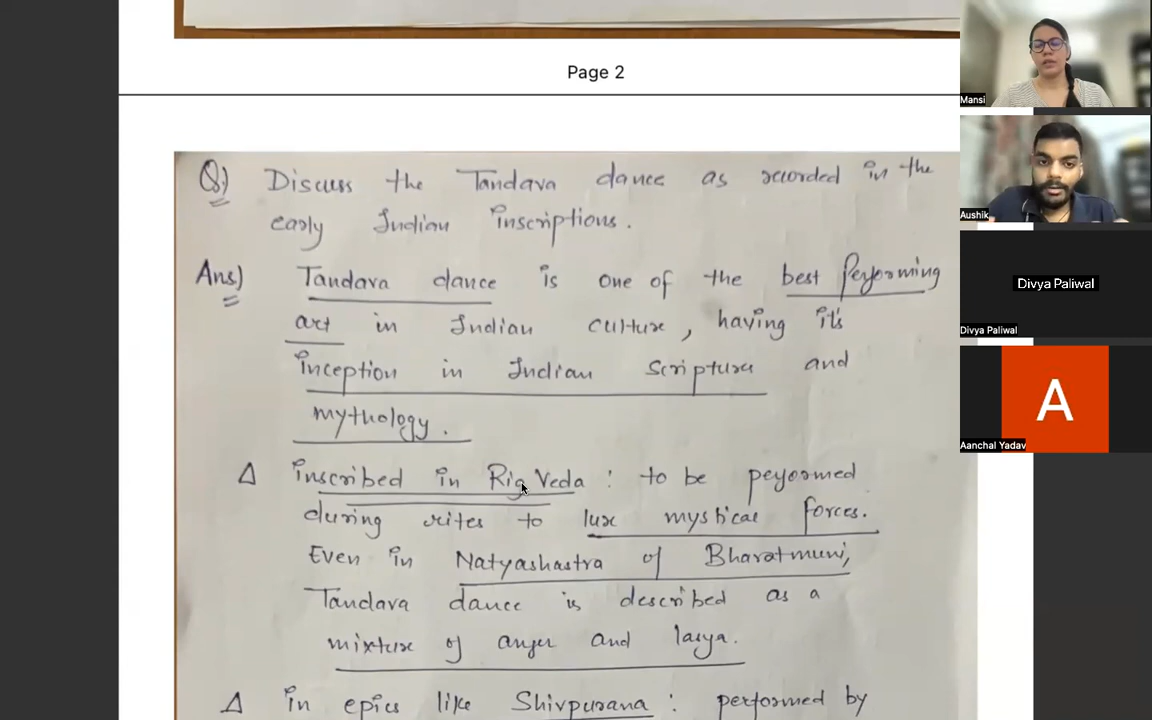 Page 2
Q) Discuss the Tandava dance as recorded in the
early Indian inscriptions.
Ans) Tandava dance is one of the best performing
art in Indian culture, having it's
inception in Indian Scripture and
mythology.
Δ inscribed in Rig Veda : to be performed
during rites to lure mystical forces.
Even in Natyashastra of Bharatmuni,
Tandava dance is described as a
mixture of anger and lasya.
Δ in epics like Shivpurana : performed by
Mansi
Aushik
Divya Paliwal
Divya Paliwal
A
Aanchal Yadav